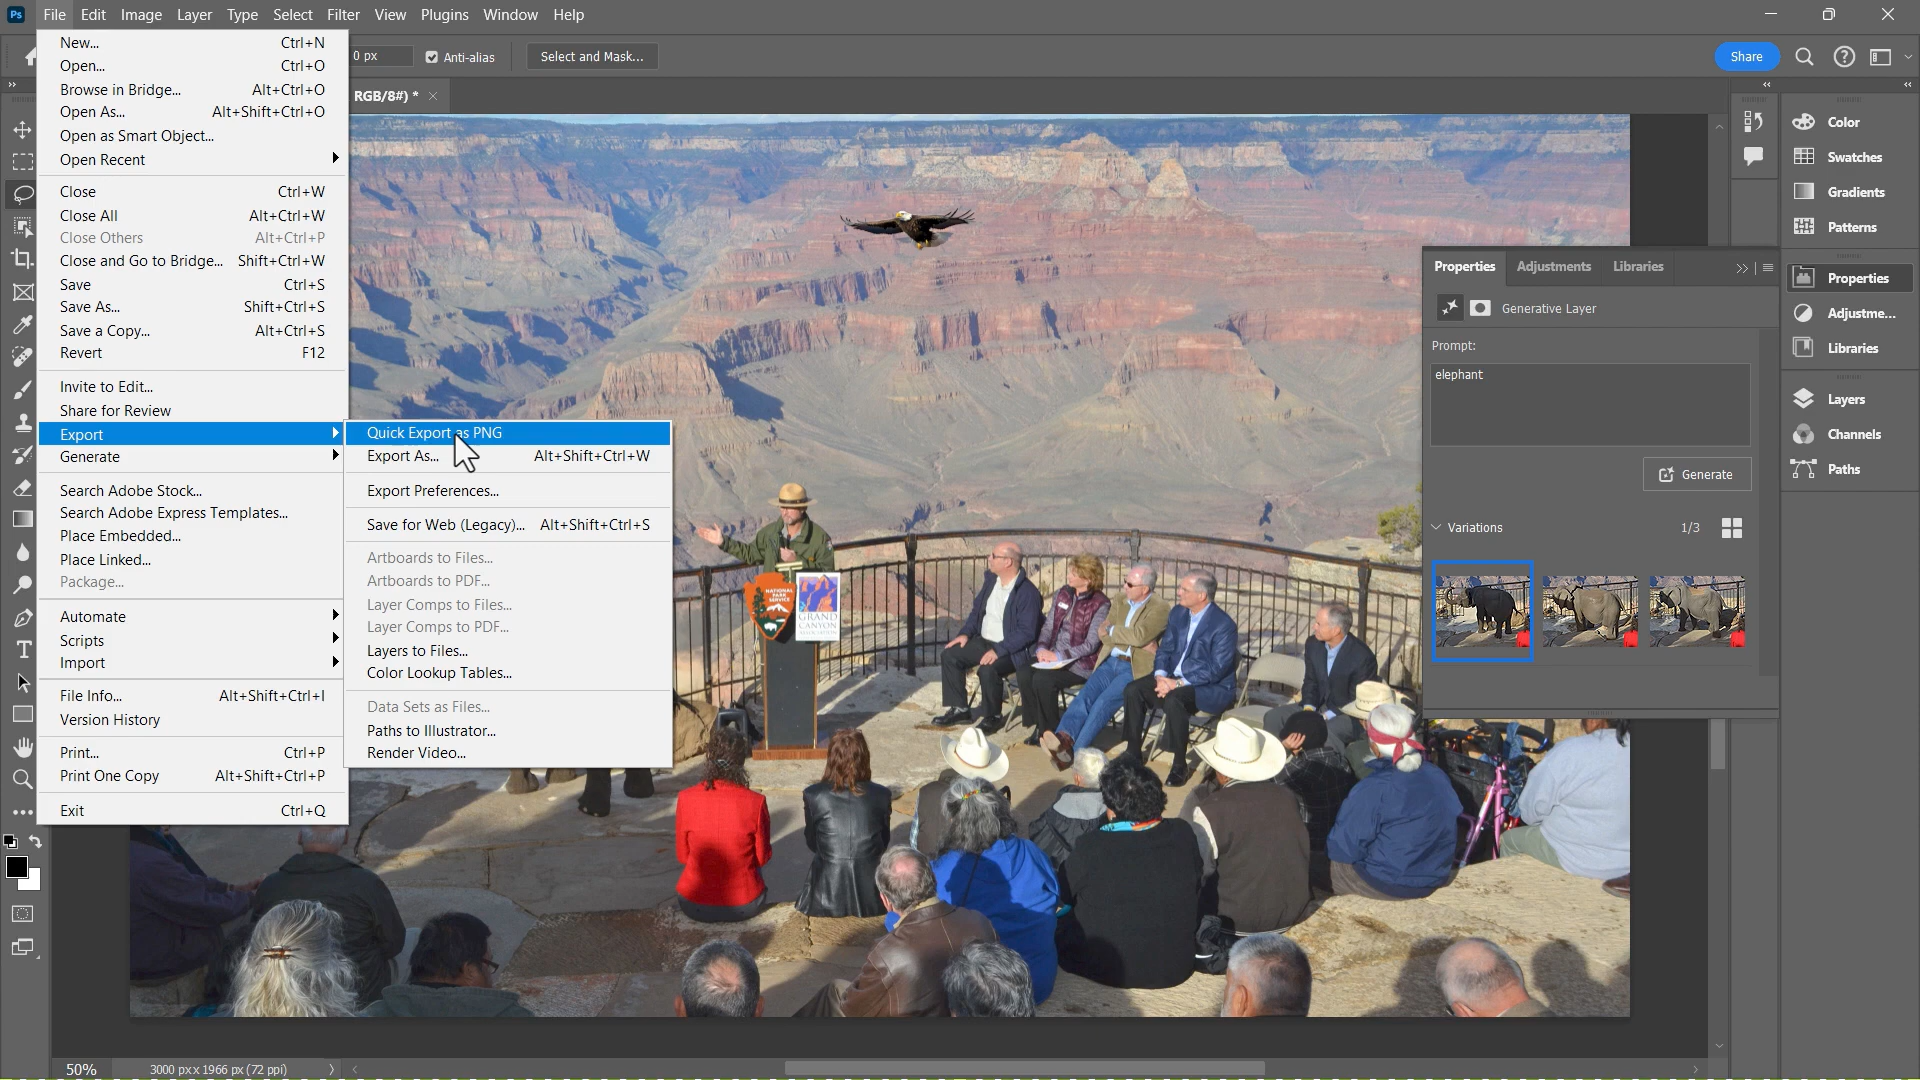 Ps File Edit Image Layer Type Select Filter View Plugins Window Help
0 px Anti-alias Select and Mask... Share
RGB/8#) *
New... Ctrl+N
Open... Ctrl+O
Browse in Bridge... Alt+Ctrl+O
Open As... Alt+Shift+Ctrl+O
Open as Smart Object...
Open Recent
Close Ctrl+W
Close All Alt+Ctrl+W
Close Others Alt+Ctrl+P
Close and Go to Bridge... Shift+Ctrl+W
Save Ctrl+S
Save As... Shift+Ctrl+S
Save a Copy... Alt+Ctrl+S
Revert F12
Invite to Edit...
Share for Review
Export
Generate
Search Adobe Stock...
Search Adobe Express Templates...
Place Embedded...
Place Linked...
Package...
Automate
Scripts
Import
File Info... Alt+Shift+Ctrl+I
Version History
Print... Ctrl+P
Print One Copy Alt+Shift+Ctrl+P
Exit Ctrl+Q
Quick Export as PNG
Export As... Alt+Shift+Ctrl+W
Export Preferences...
Save for Web (Legacy)... Alt+Shift+Ctrl+S
Artboards to Files...
Artboards to PDF...
Layer Comps to Files...
Layer Comps to PDF...
Layers to Files...
Color Lookup Tables...
Data Sets as Files...
Paths to Illustrator...
Render Video...
NATIONAL
PARK
SERVICE
GRAND
CANYON
Properties Adjustments Libraries
Generative Layer
Prompt:
elephant
Generate
Variations 1/3
Color
Swatches
Gradients
Patterns
Properties
Adjustme...
Libraries
Layers
Channels
Paths
50% 3000 px x 1966 px (72 ppi)